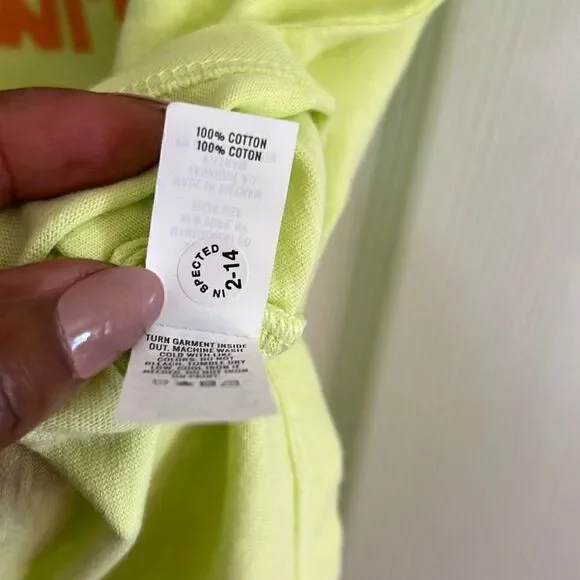 100% COTTON
100% COTON
INSPECTED
2-14
TURN GARMENT INSIDE
OUT. MACHINE WASH
COLD WITH LIKE
COLORS. DO NOT
BLEACH. TUMBLE DRY
LOW. COOL IRON IF
NEEDED. DO NOT IRON